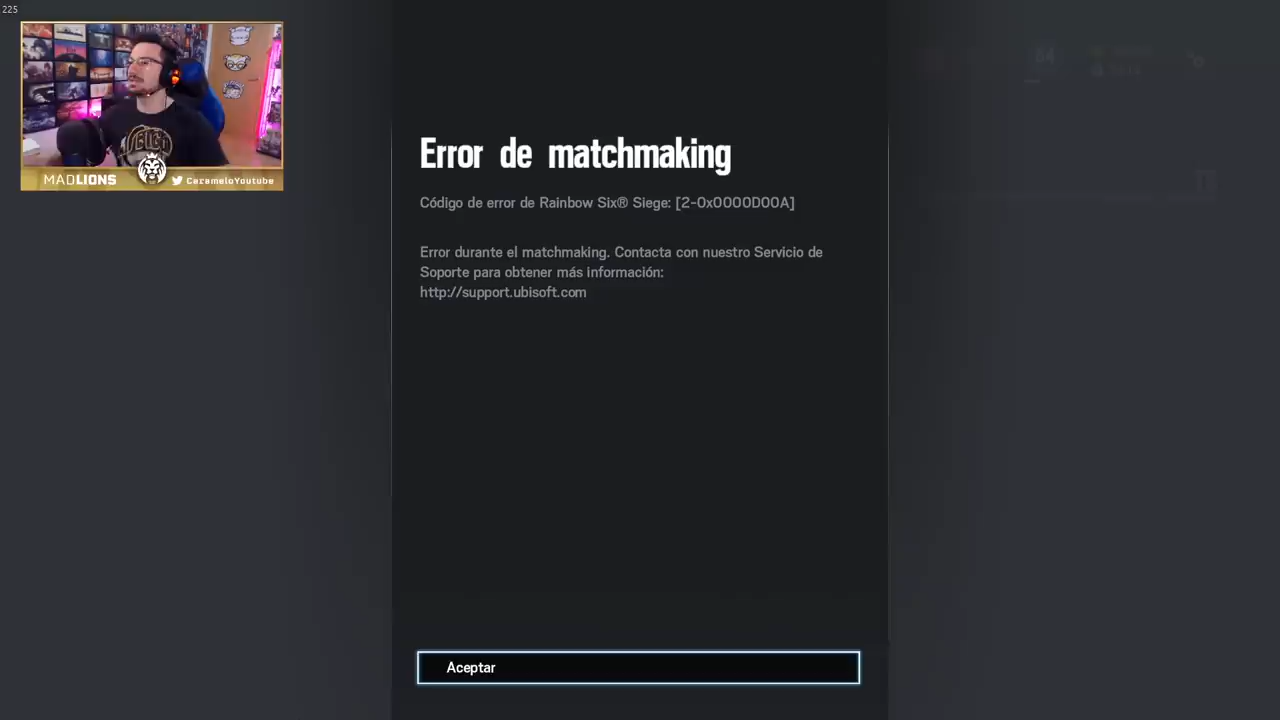 225
MADLIONS
CarameloYoutube
Error de matchmaking
Código de error de Rainbow Six® Siege: [2-0x0000D00A]
Error durante el matchmaking. Contacta con nuestro Servicio de
Soporte para obtener más información:
http://support.ubisoft.com
Aceptar